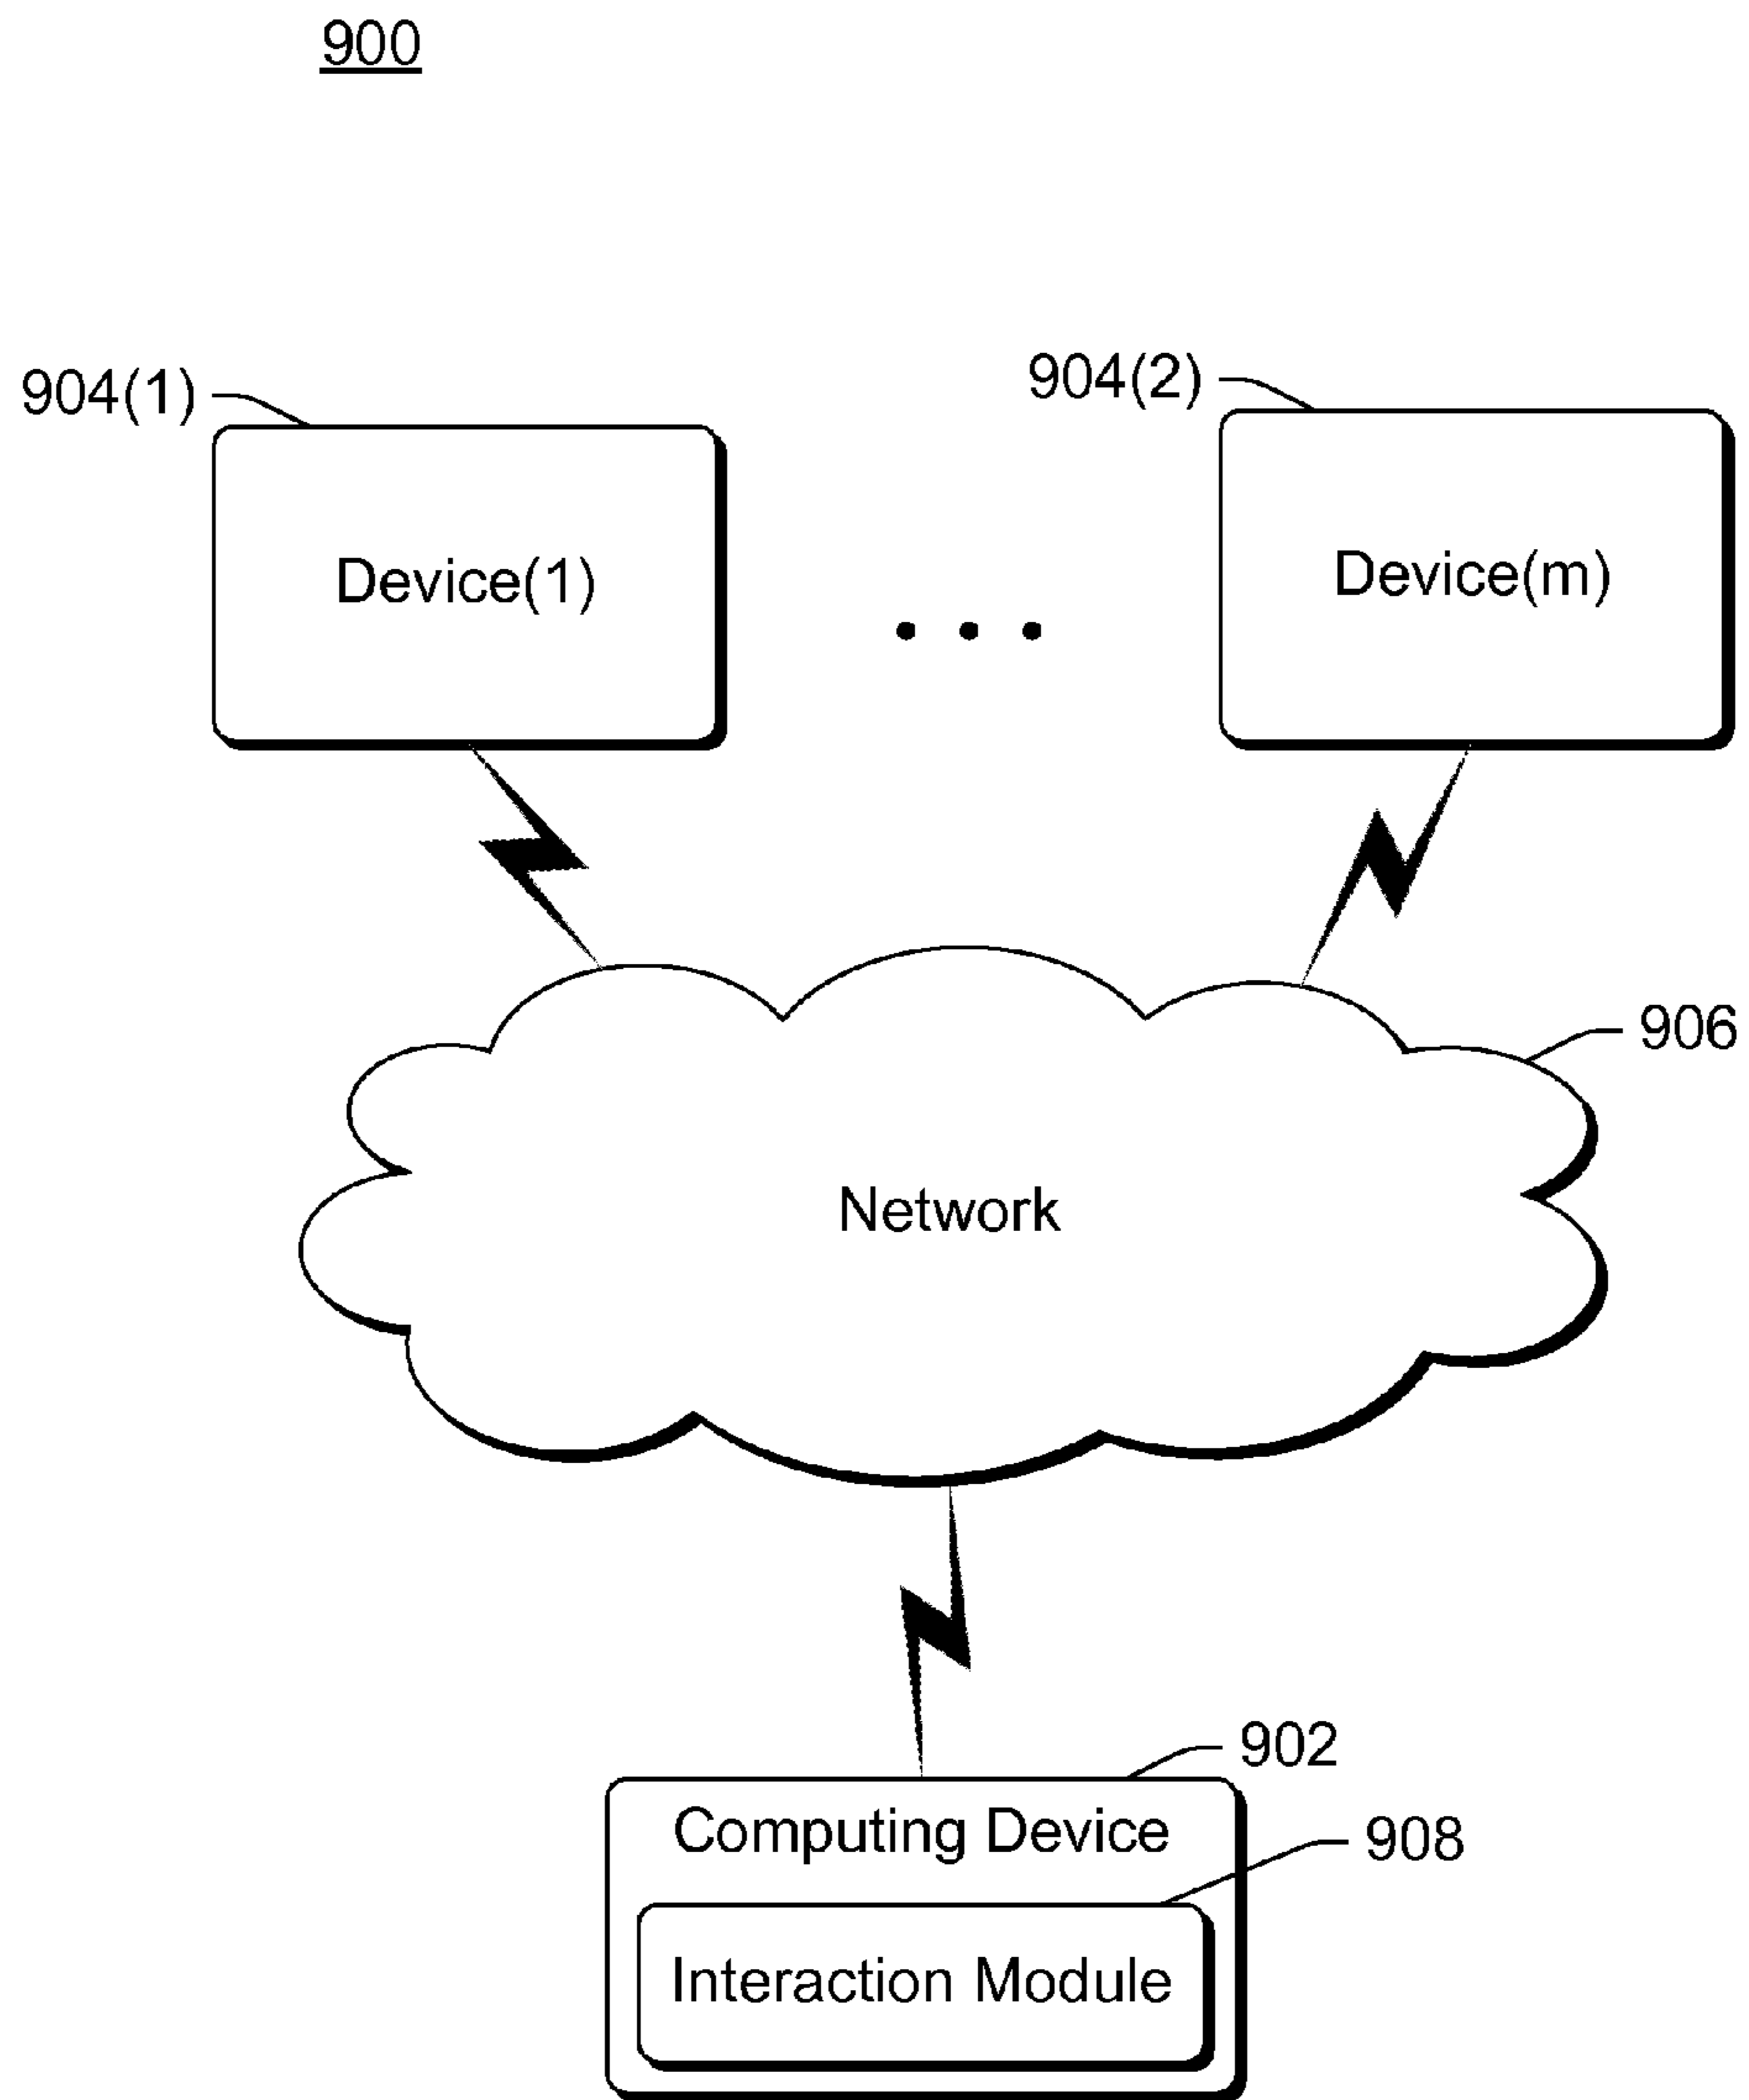 900
904(1)
904(2)
Device(1)
Device(m)
906
Network
902
Computing Device
908
Interaction Module